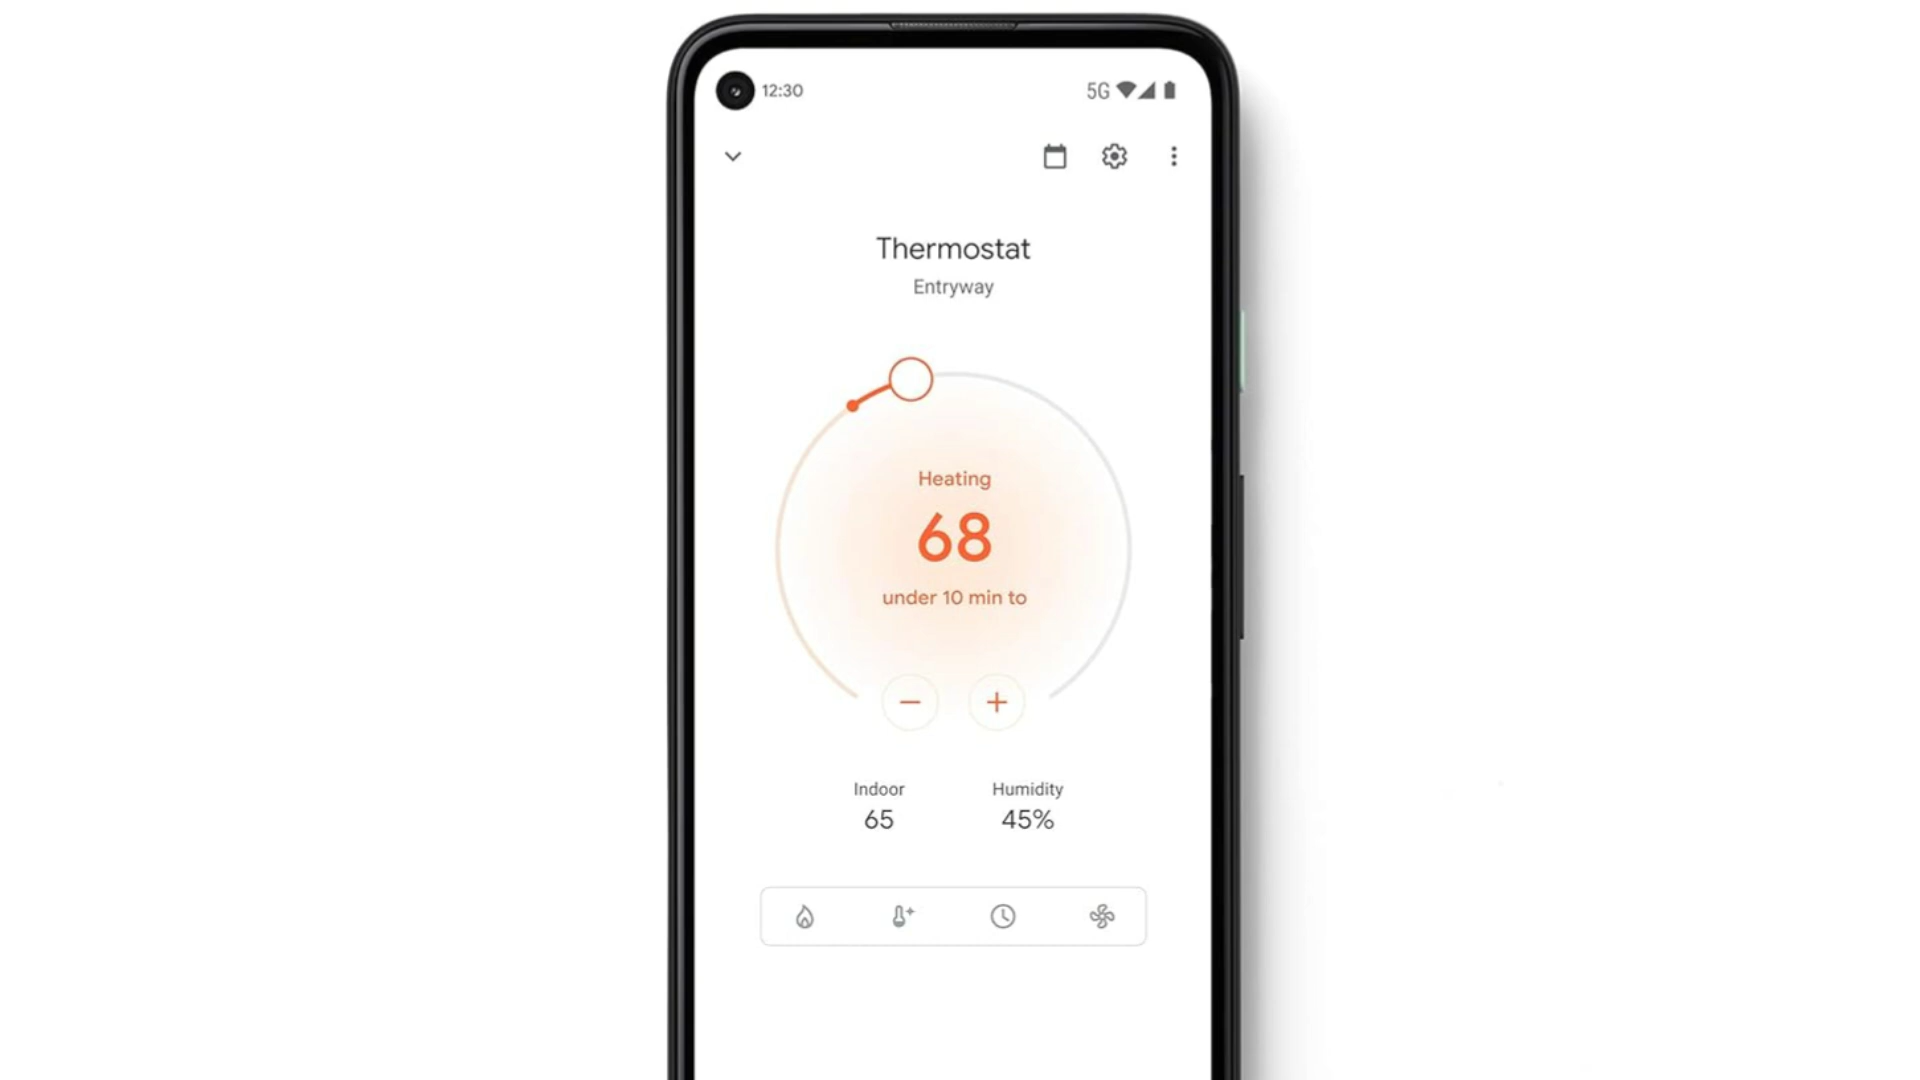 12:30 5G
Thermostat
Entryway
Heating
68
under 10 min to
Indoor Humidity
65 45%